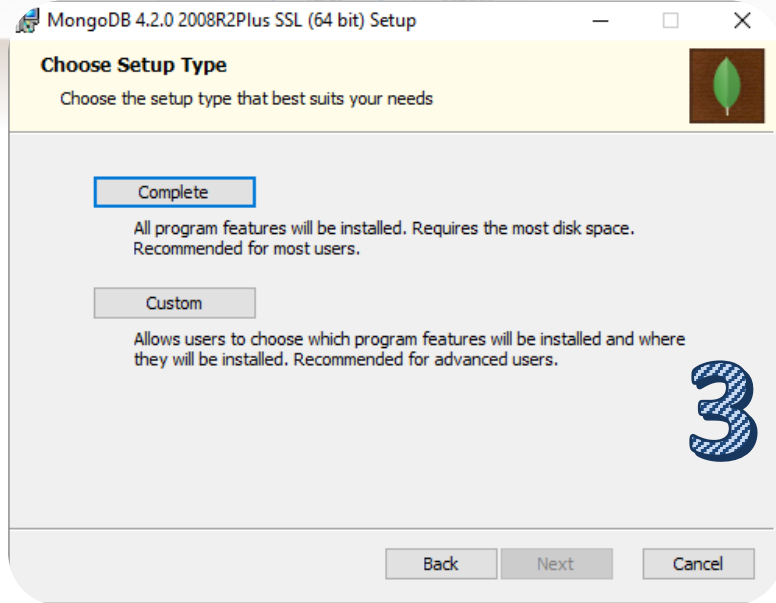 MongoDB 4.2.0 2008R2Plus SSL (64 bit) Setup
Choose Setup Type
Choose the setup type that best suits your needs
Complete
All program features will be installed. Requires the most disk space.
Recommended for most users.
Custom
Allows users to choose which program features will be installed and where
they will be installed. Recommended for advanced users.
3
Back
Next
Cancel